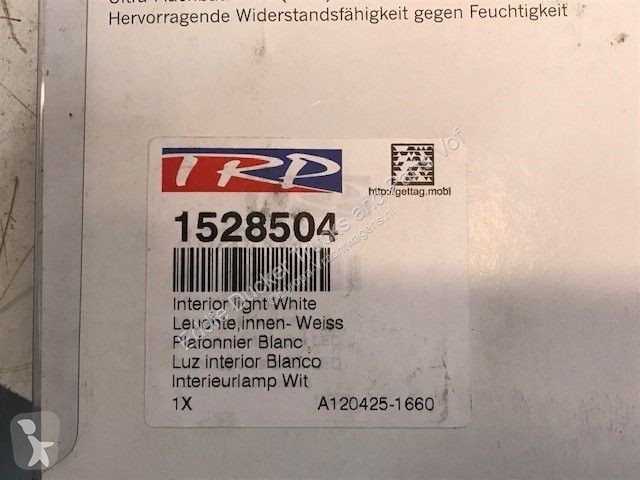 Hervorragende Widerstandsfähigkeit gegen Feuchtigkeit
TRP
http://gettag.mobi
1528504
Interior light White
Leuchte,innen- Weiss
Plafonnier Blanc
Luz interior Blanco
Interieurlamp Wit
1X A120425-1660